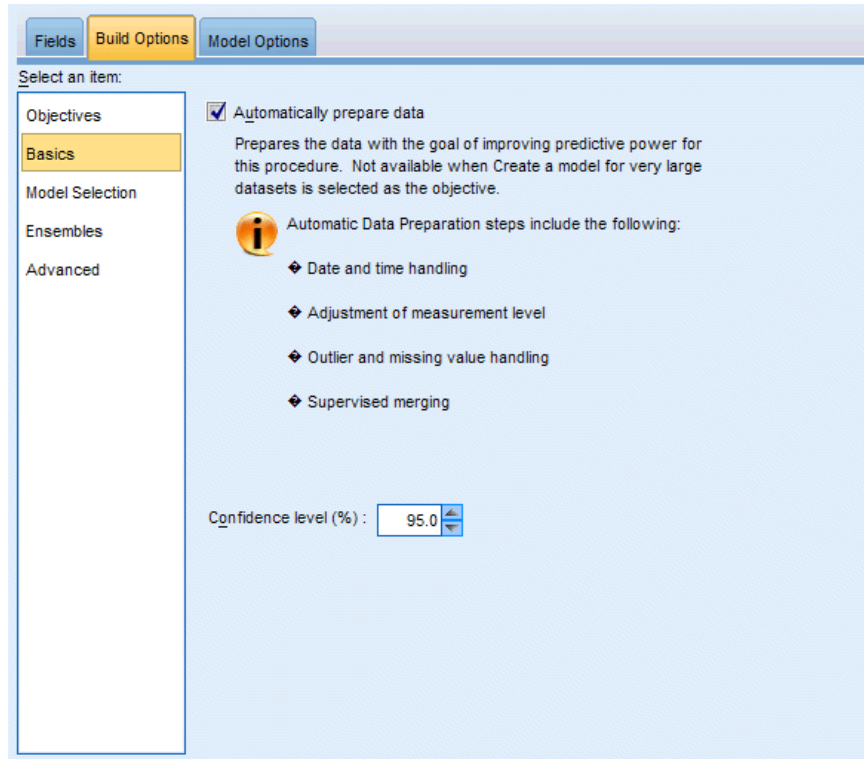 Fields Build Options Model Options
Select an item:
Objectives
Basics
Model Selection
Ensembles
Advanced
Automatically prepare data
Prepares the data with the goal of improving predictive power for
this procedure. Not available when Create a model for very large
datasets is selected as the objective.
Automatic Data Preparation steps include the following:
� Date and time handling
� Adjustment of measurement level
� Outlier and missing value handling
� Supervised merging
Confidence level (%) : 95.0